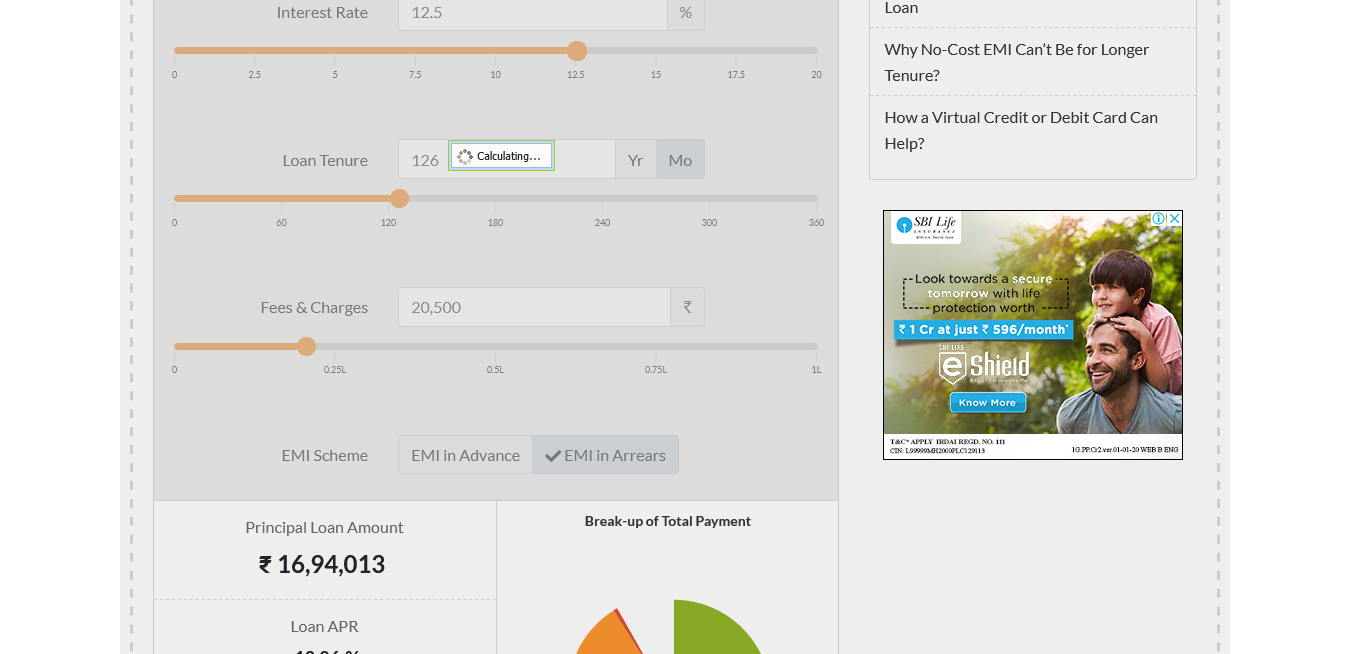 Interest Rate
12.5
%
0
2.5
5
7.5
10
12.5
15
17.5
20
Loan Tenure
126
Calculating...
Yr
Mo
0
60
120
180
240
300
360
Fees & Charges
20,500
₹
0
0.25L
0.5L
0.75L
1L
EMI Scheme
EMI in Advance
EMI in Arrears
Principal Loan Amount
₹ 16,94,013
Loan APR
Break-up of Total Payment
Loan
Why No-Cost EMI Can't Be for Longer
Tenure?
How a Virtual Credit or Debit Card Can
Help?
SBI Life
INSURANCE
Look towards a secure
tomorrow with life
protection worth
₹ 1 Cr at just ₹ 596/month*
SBI LIFE
eShield
Know More
T&C* APPLY IRDAI REGD. NO. 111
CIN: L99999MH2000PLC129113
1G.PP.Cr2.ver.01-01-20 WEB B ENG